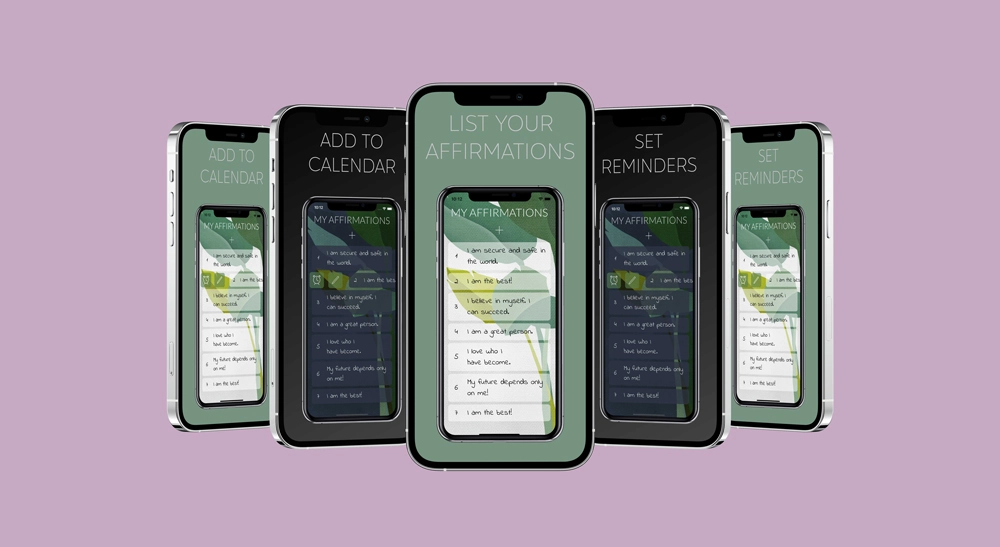 ADD TO
CALENDAR
MY AFFIRMATIONS
+
1 I am secure and safe in
the world.
2 I am the best
3 I believe in myself, I
can succeed.
4 I am a great person.
5 I love who I
have become.
6 My future depends only
on me!
7 I am the best!
ADD TO
CALENDAR
10:12
MY AFFIRMATIONS
+
1 I am secure and safe in
the world.
2 I am the bes
3 I believe in myself, I
can succeed.
4 I am a great person.
5 I love who I
have become.
6 My future depends only
on me!
7 I am the best!
LIST YOUR
AFFIRMATIONS
10:12
MY AFFIRMATIONS
+
1 I am secure and safe in
the world.
2 I am the best!
3 I believe in myself, I
can succeed.
4 I am a great person.
5 I love who I
have become.
6 My future depends only
on me!
7 I am the best!
SET
REMINDERS
10:12
MY AFFIRMATIONS
+
1 I am secure and safe in
the world.
2 I am the bes
3 I believe in myself, I
can succeed.
4 I am a great person.
5 I love who I
have become.
6 My future depends only
on me!
7 I am the best!
SET
REMINDERS
MY AFFIRMATIONS
+
1 I am secure and safe in
the world.
2 I am the bes
3 I believe in myself, I
can succeed.
4 I am a great person.
5 I love who I
have become.
6 My future depends only
on me!
7 I am the best!